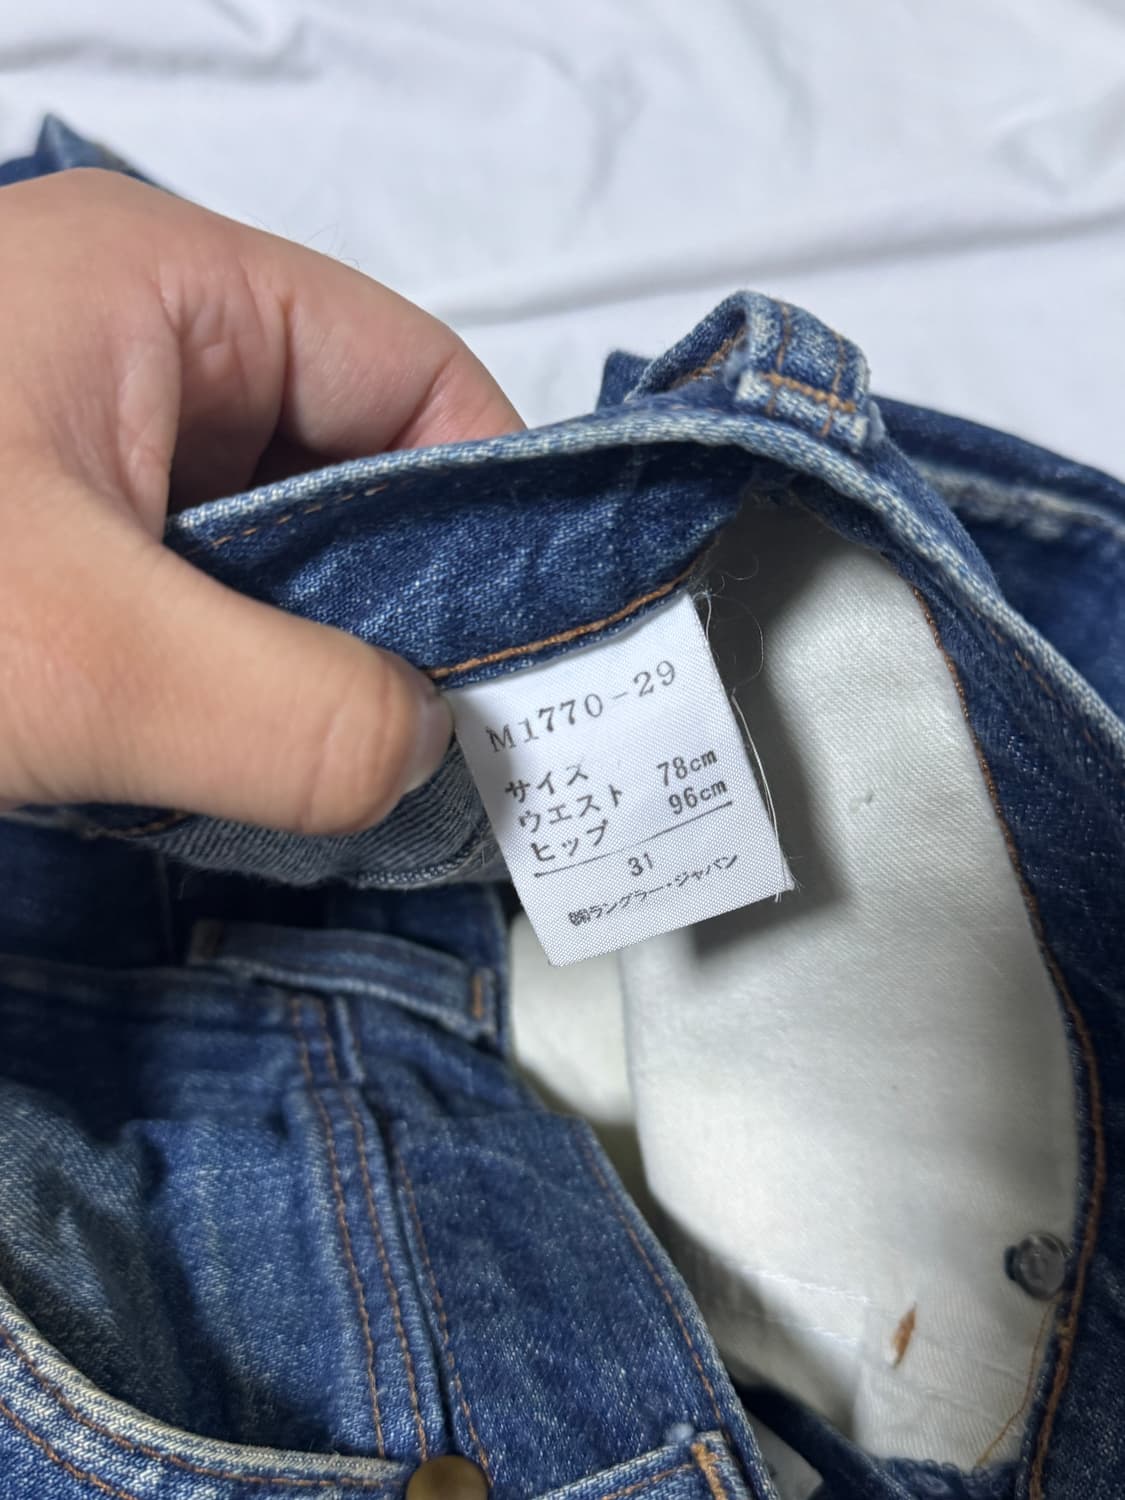 M1770-29
サイズ
ウエスト 78cm
ヒップ 96cm
31
㈱ラングラー・ジャパン